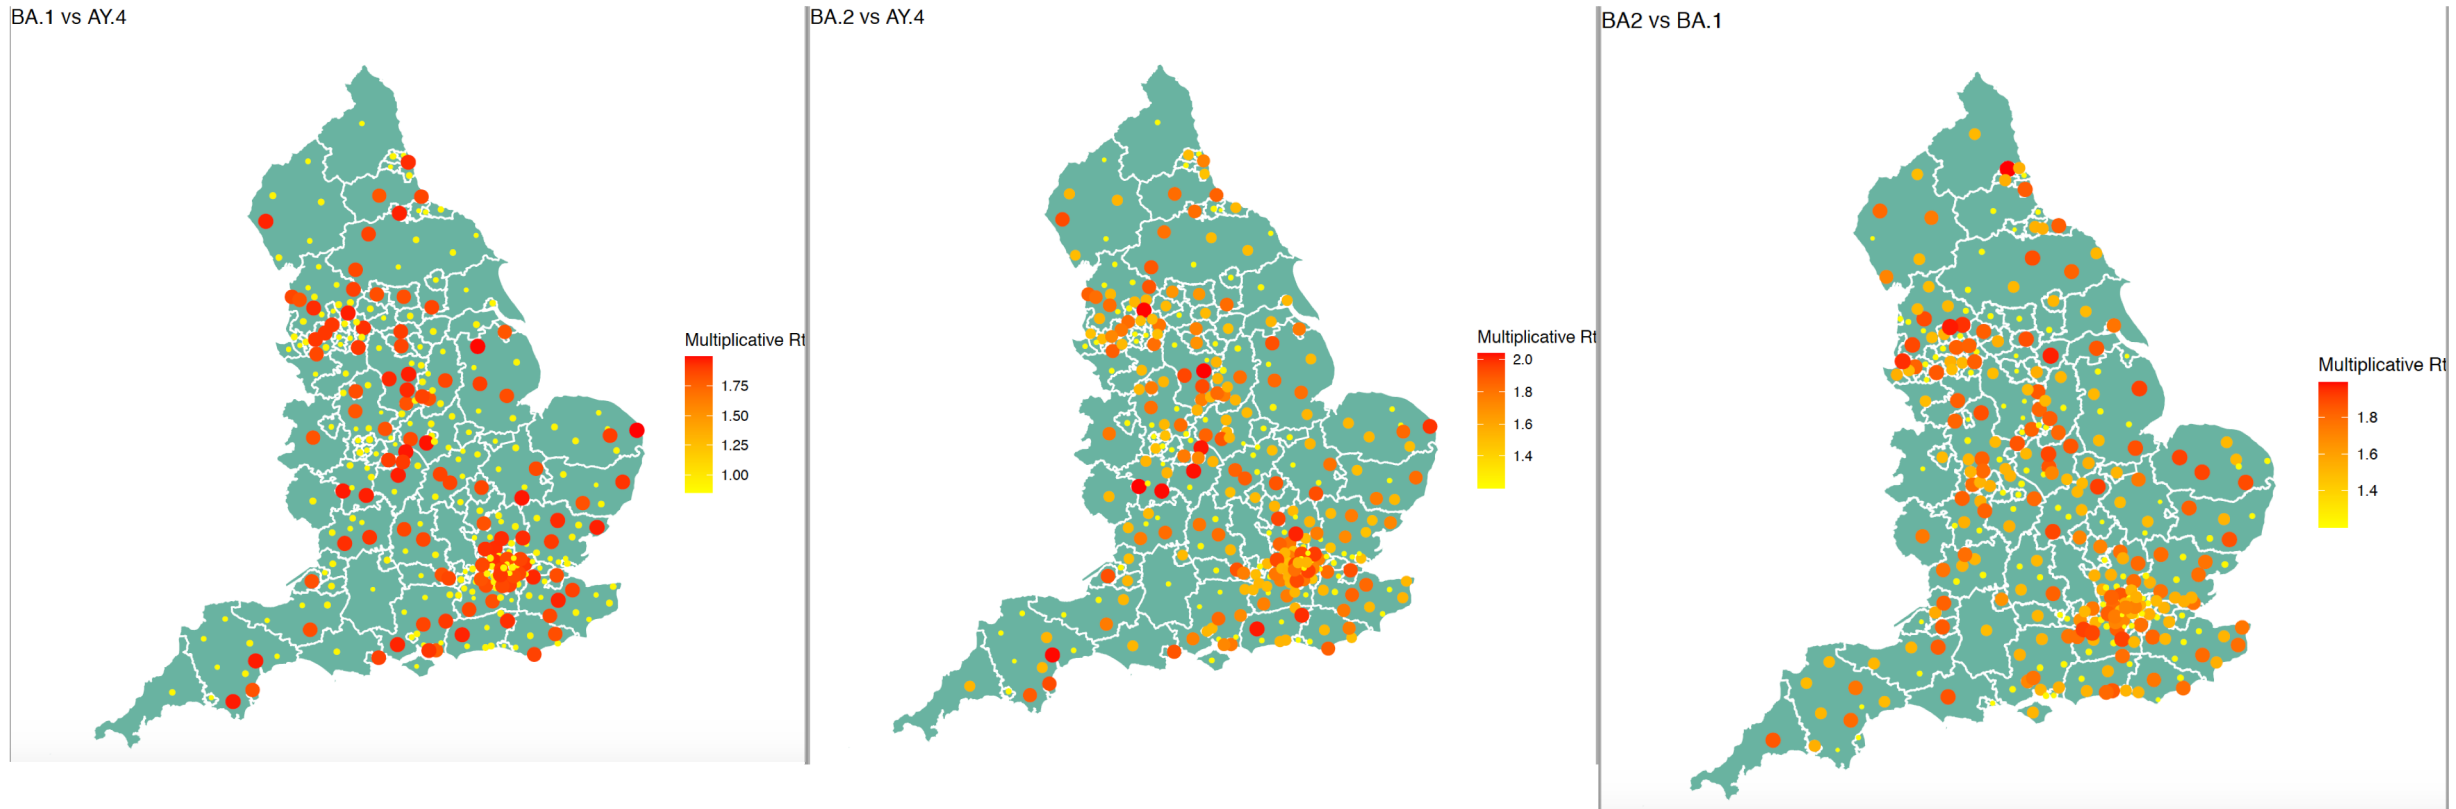 BA.1 vs AY.4
Multiplicative Rt
1.75
1.50
1.25
1.00
BA.2 vs AY.4
Multiplicative Rt
2.0
1.8
1.6
1.4
BA2 vs BA.1
Multiplicative Rt
1.8
1.6
1.4